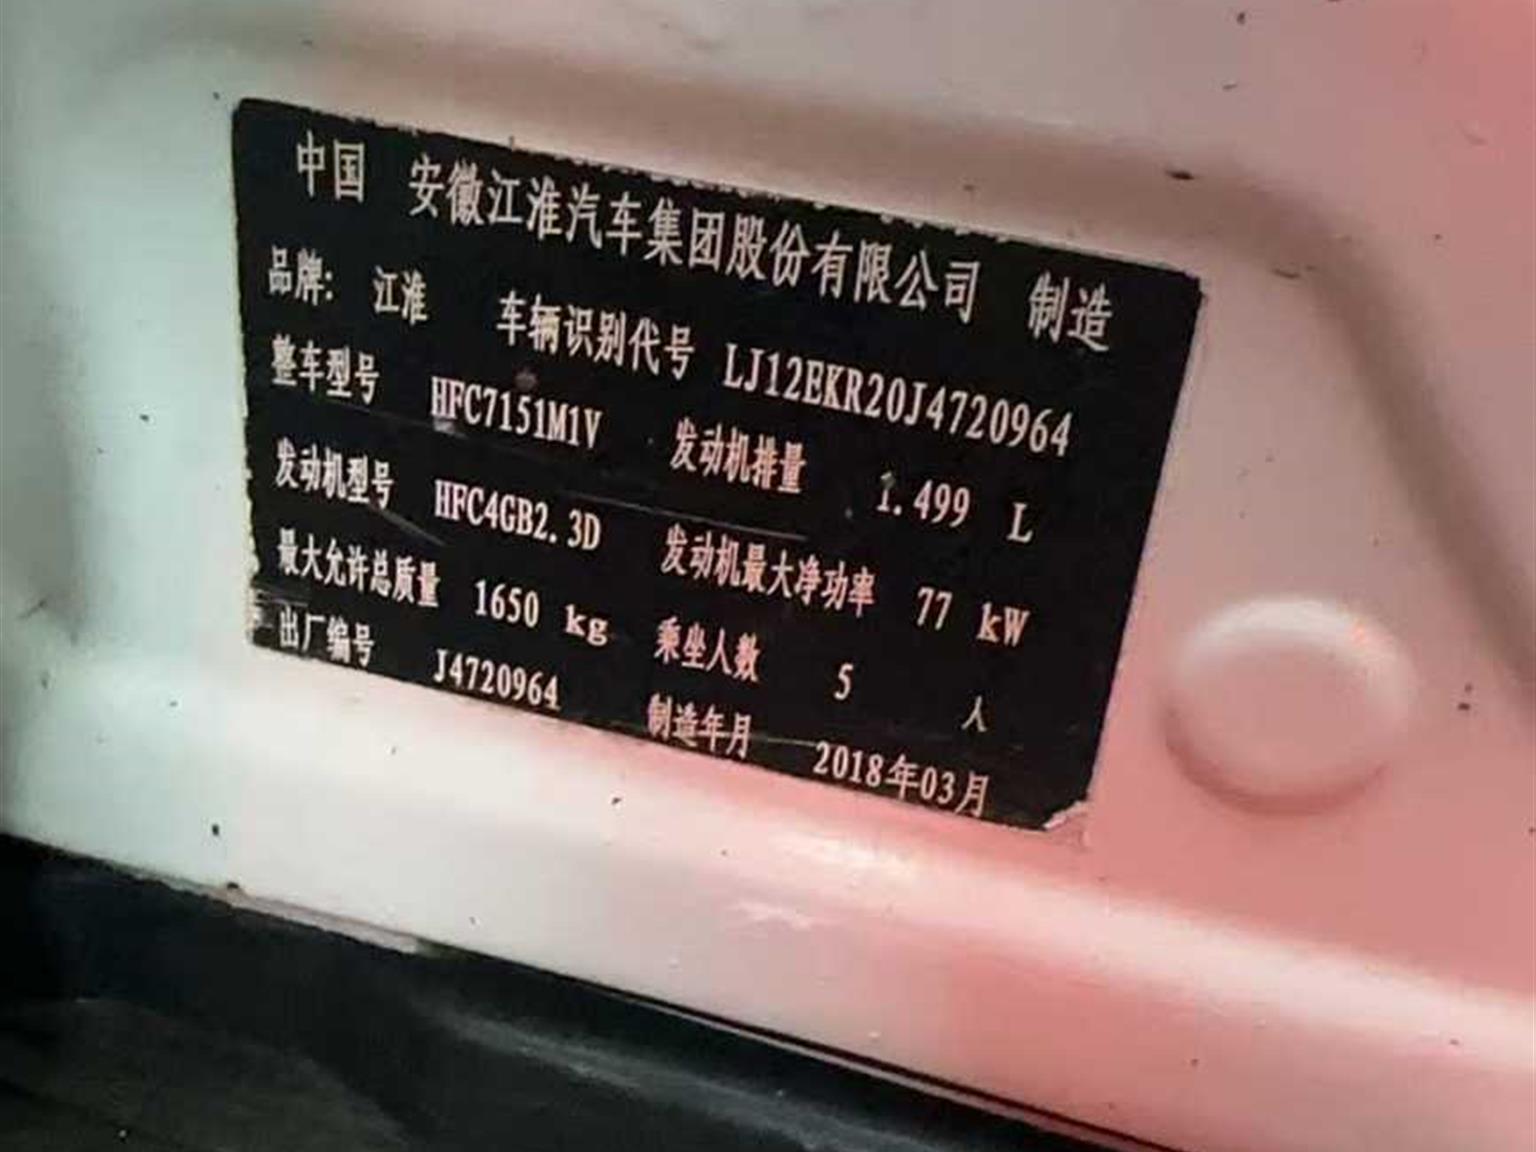 中国 安徽江淮汽车集团股份有限公司 制造
品牌: 江淮 车辆识别代号 LJ12EKR20J4720964
整车型号 HFC7151M1V 发动机排量 1.499 L
发动机型号 HFC4GB2.3D 发动机最大净功率 77 kW
最大允许总质量 1650 kg 乘坐人数 5 人
出厂编号 J4720964 制造年月 2018年03月